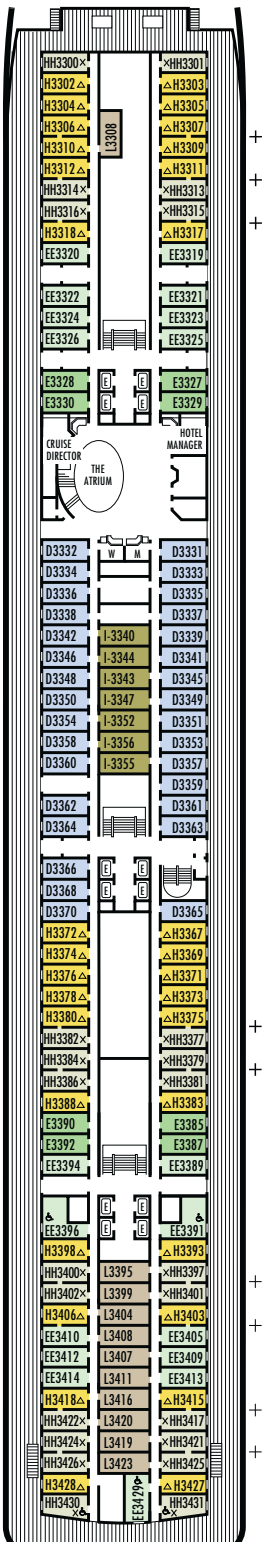 HH3300× ×HH3301
H3302△ △H3303
H3304△ △H3305
H3306△ L3308 △H3307
H3310△ △H3309
H3312△ △H3311
HH3314× ×HH3313
HH3316× ×HH3315
H3318△ △H3317
EE3320 EE3319
EE3322 EE3321
EE3324 EE3323
EE3326 EE3325
E3328 E E E3327
E3330 E E E3329
CRUISE DIRECTOR
THE ATRIUM
HOTEL MANAGER
W M
D3332 D3331
D3334 D3333
D3336 D3335
D3338 D3337
D3342 I-3340 D3339
D3346 I-3344 D3341
D3348 I-3343 D3345
D3350 I-3347 D3349
D3354 I-3352 D3351
D3358 I-3356 D3353
D3360 I-3355 D3357
D3359
D3362 D3361
D3364 D3363
D3366 E E
D3368 E E
D3370 D3365
H3372△ △H3367
H3374△ △H3369
H3376△ △H3371
H3378△ △H3373
H3380△ △H3375
HH3382× ×HH3377
HH3384× ×HH3379
HH3386× ×HH3381
H3388△ △H3383
E3390 E3385
E3392 E3387
EE3394 EE3389
E E
EE3396 E E EE3391
H3398△ △H3393
HH3400× L3395 ×HH3397
HH3402× L3399 ×HH3401
H3406△ L3404 △H3403
EE3410 L3408 EE3405
EE3412 L3407 EE3409
EE3414 L3411 EE3413
H3418△ L3416 △H3415
HH3422× L3420 ×HH3417
HH3424× L3419 ×HH3421
HH3426× L3423 ×HH3425
H3428△ EE3429 △H3427
HH3430 × × HH3431